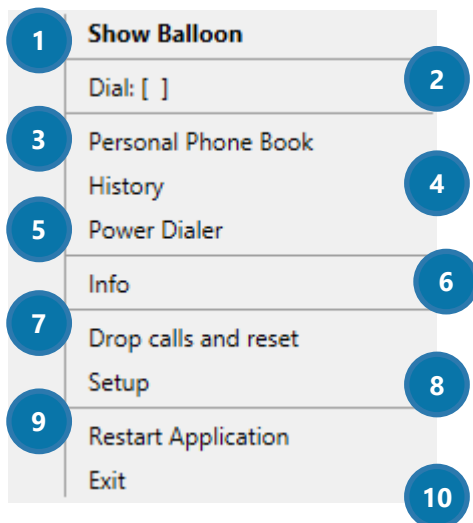 1 Show Balloon
Dial: [ ] 2
3 Personal Phone Book
History 4
5 Power Dialer
Info 6
7 Drop calls and reset
Setup 8
9 Restart Application
Exit 10